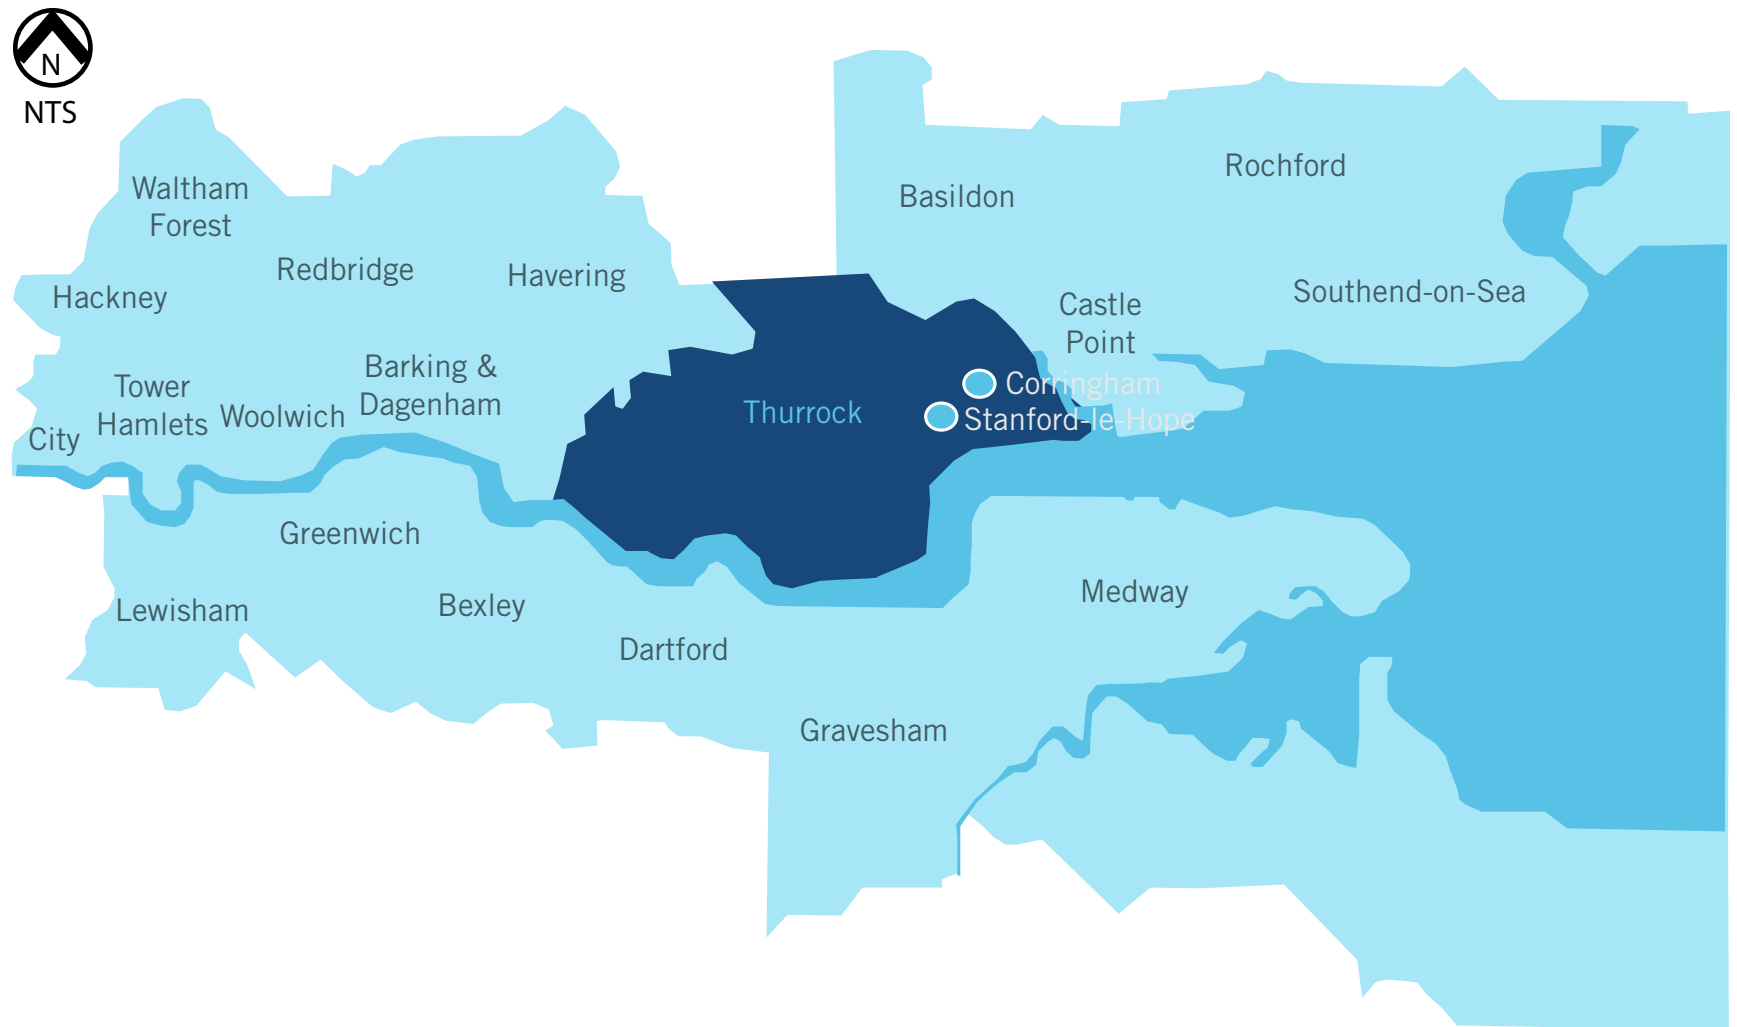 N
NTS
Waltham
Forest
Rochford
Basildon
Redbridge
Havering
Hackney
Southend-on-Sea
Castle
Point
Barking &
Dagenham
Tower
Hamlets
Woolwich
City
Thurrock
Corringham
Stanford-le-Hope
Greenwich
Lewisham
Bexley
Dartford
Medway
Gravesham